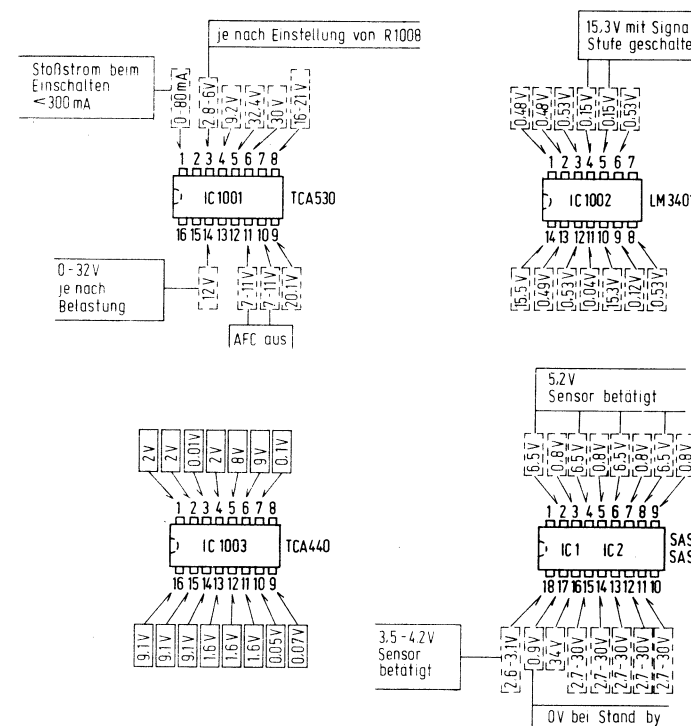 je nach Einstellung von R1008
Stoßstrom beim
Einschalten
<300 mA
0-80mA
2.8-6V
9.2V
32.4V
30V
16-21V
1 2 3 4 5 6 7 8
IC1001
TCA530
16 15 14 13 12 11 10 9
0-32V
je nach
Belastung
12V
7-11V
7-11V
20.1V
AFC aus
15,3V mit Signa
Stufe geschalte
0.48V
0.48V
0.53V
0.15V
0.15V
0.53V
1 2 3 4 5 6 7
IC1002
LM3401
14 13 12 11 10 9 8
15.5V
0.49V
0.53V
0.04V
15.3V
0.12V
0.53V
2V
2V
0.01V
2V
8V
9V
0.1V
1 2 3 4 5 6 7 8
IC1003
TCA440
16 15 14 13 12 11 10 9
9.1V
9.1V
9.1V
1.6V
1.6V
1.6V
0.05V
0.07V
5,2V
Sensor betätigt
6.5V
0.8V
6.5V
0.8V
6.5V
0.8V
6.5V
0.8V
1 2 3 4 5 6 7 8 9
IC1 IC2
SAS
SAS
18 17 16 15 14 13 12 11 10
3,5-4.2V
Sensor
betätigt
2.6-3.1V
0.9V
34V
2.7-30V
2.7-30V
2.7-30V
2.7-30V
2.7-30V
0V bei Stand by